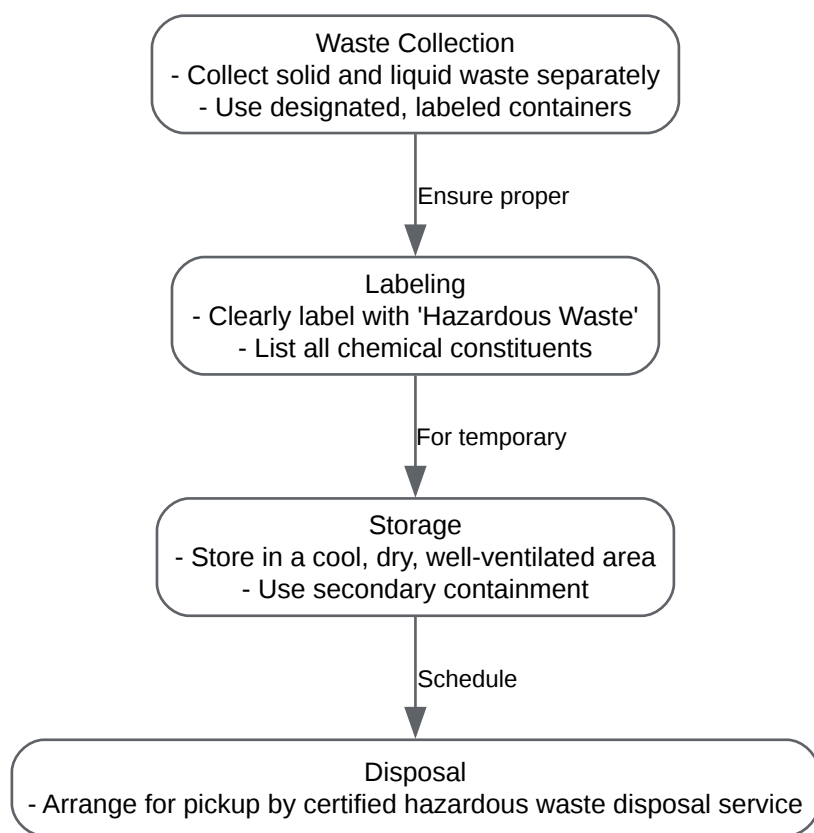 Waste Collection
- Collect solid and liquid waste separately
- Use designated, labeled containers
Ensure proper
Labeling
- Clearly label with 'Hazardous Waste'
- List all chemical constituents
For temporary
Storage
- Store in a cool, dry, well-ventilated area
- Use secondary containment
Schedule
Disposal
- Arrange for pickup by certified hazardous waste disposal service